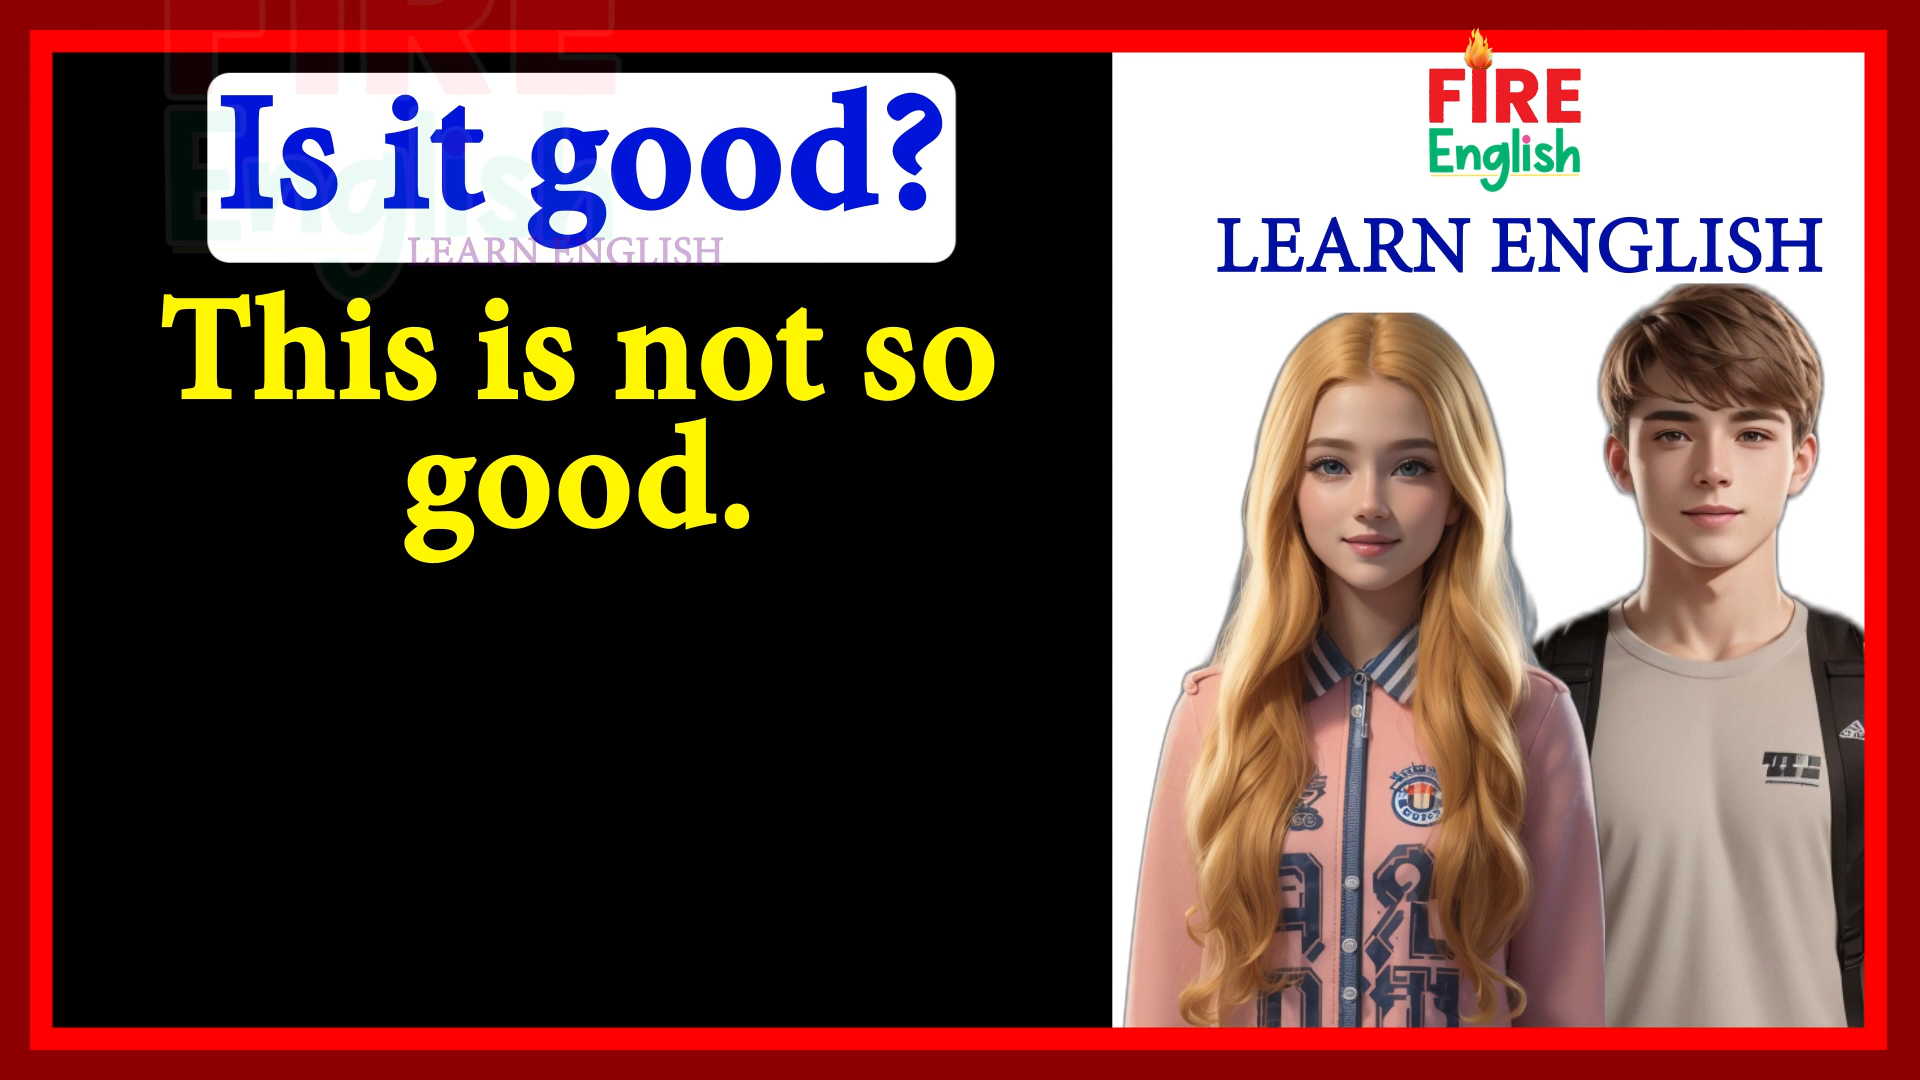 Is it good?
LEARN ENGLISH
This is not so
good.
FIRE
English
LEARN ENGLISH